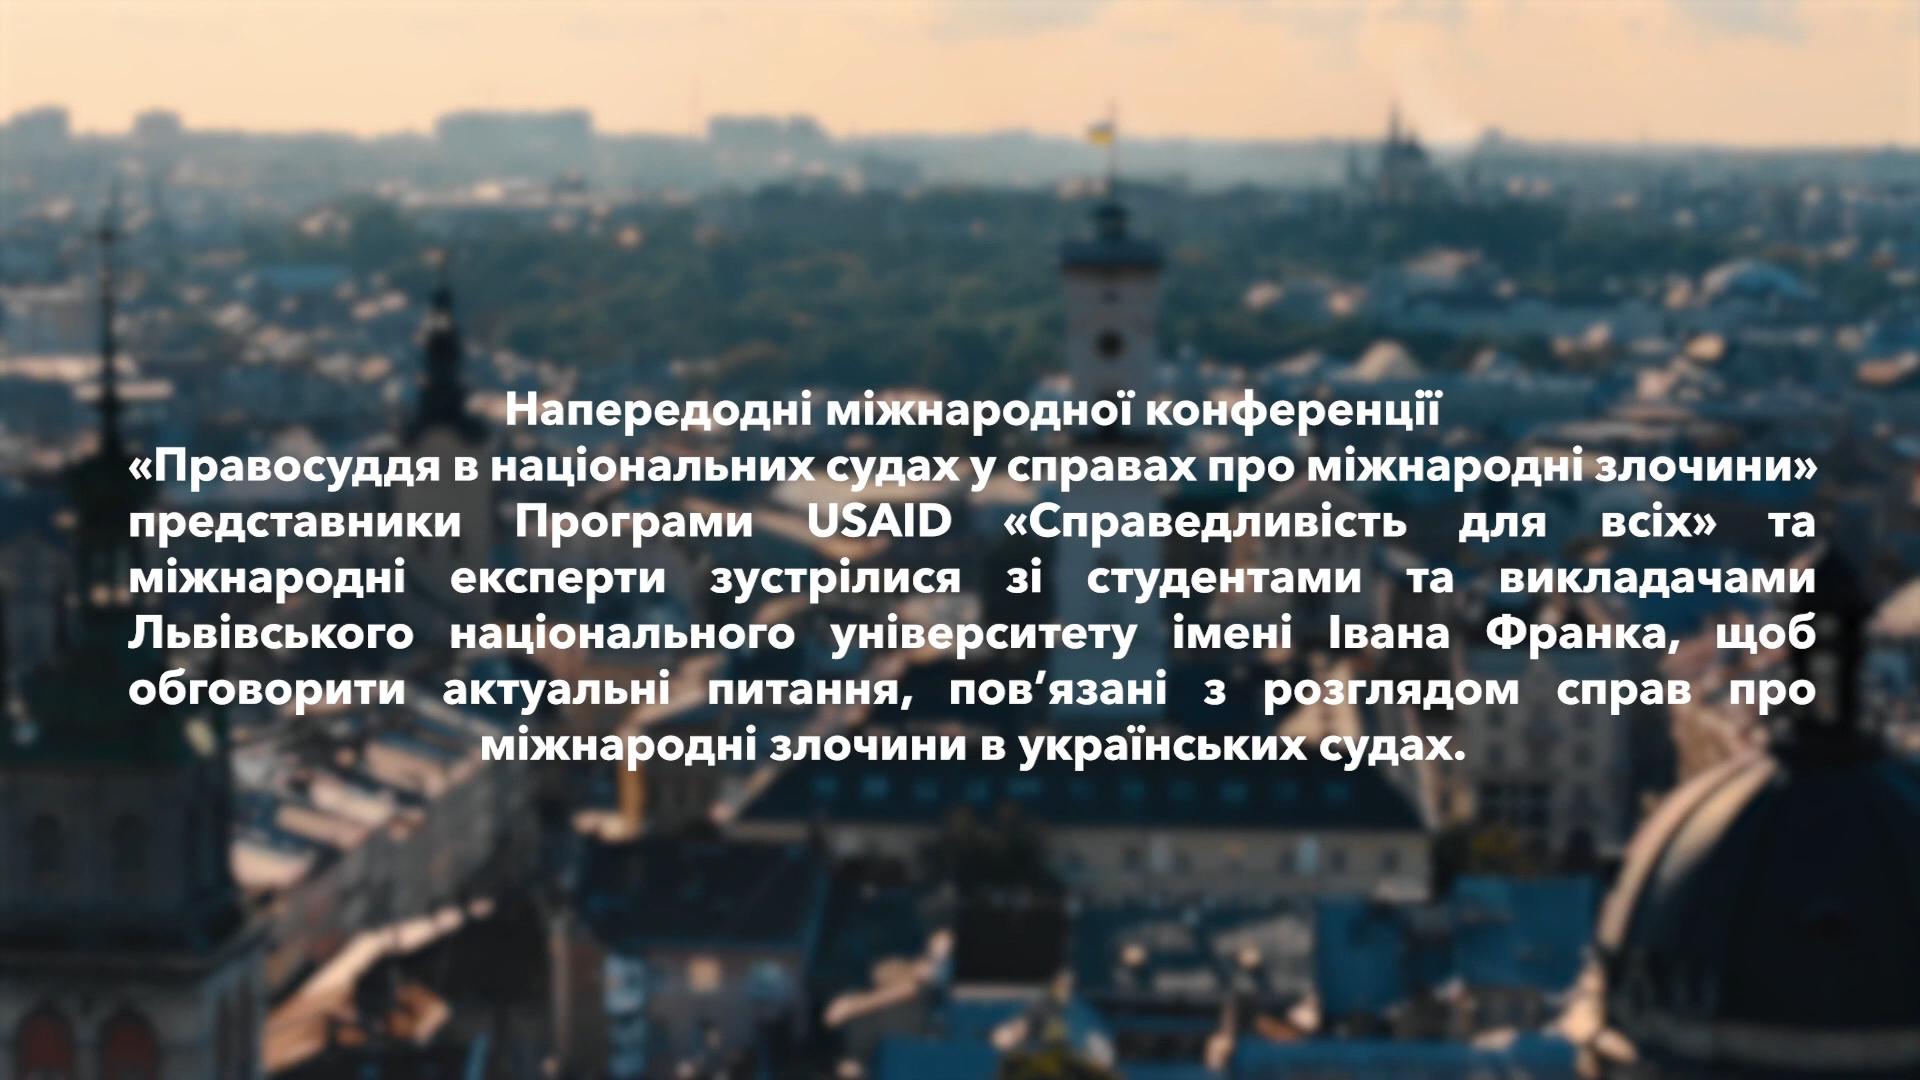 Напередодні міжнародної конференції
«Правосуддя в національних судах у справах про міжнародні злочини»
представники Програми USAID «Справедливість для всіх» та
міжнародні експерти зустрілися зі студентами та викладачами
Львівського національного університету імені Івана Франка, щоб
обговорити актуальні питання, пов’язані з розглядом справ про
міжнародні злочини в українських судах.